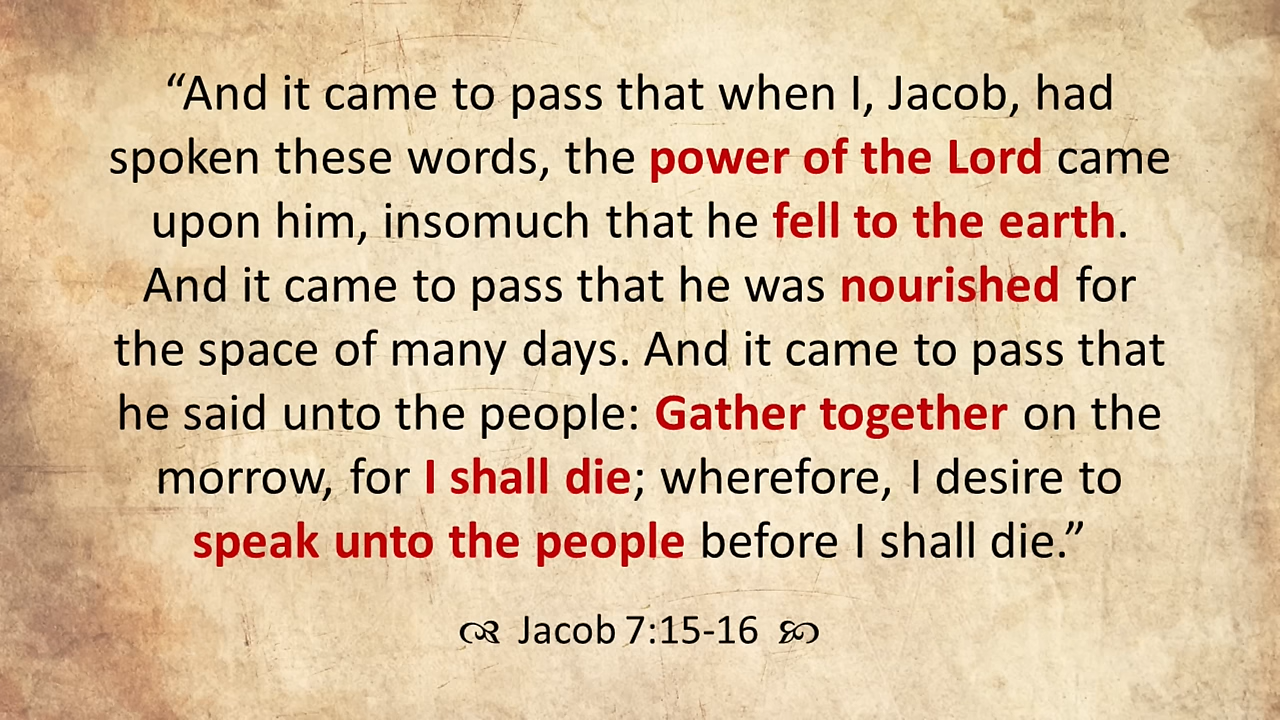 “And it came to pass that when I, Jacob, had
spoken these words, the power of the Lord came
upon him, insomuch that he fell to the earth.
And it came to pass that he was nourished for
the space of many days. And it came to pass that
he said unto the people: Gather together on the
morrow, for I shall die; wherefore, I desire to
speak unto the people before I shall die.”
Jacob 7:15-16